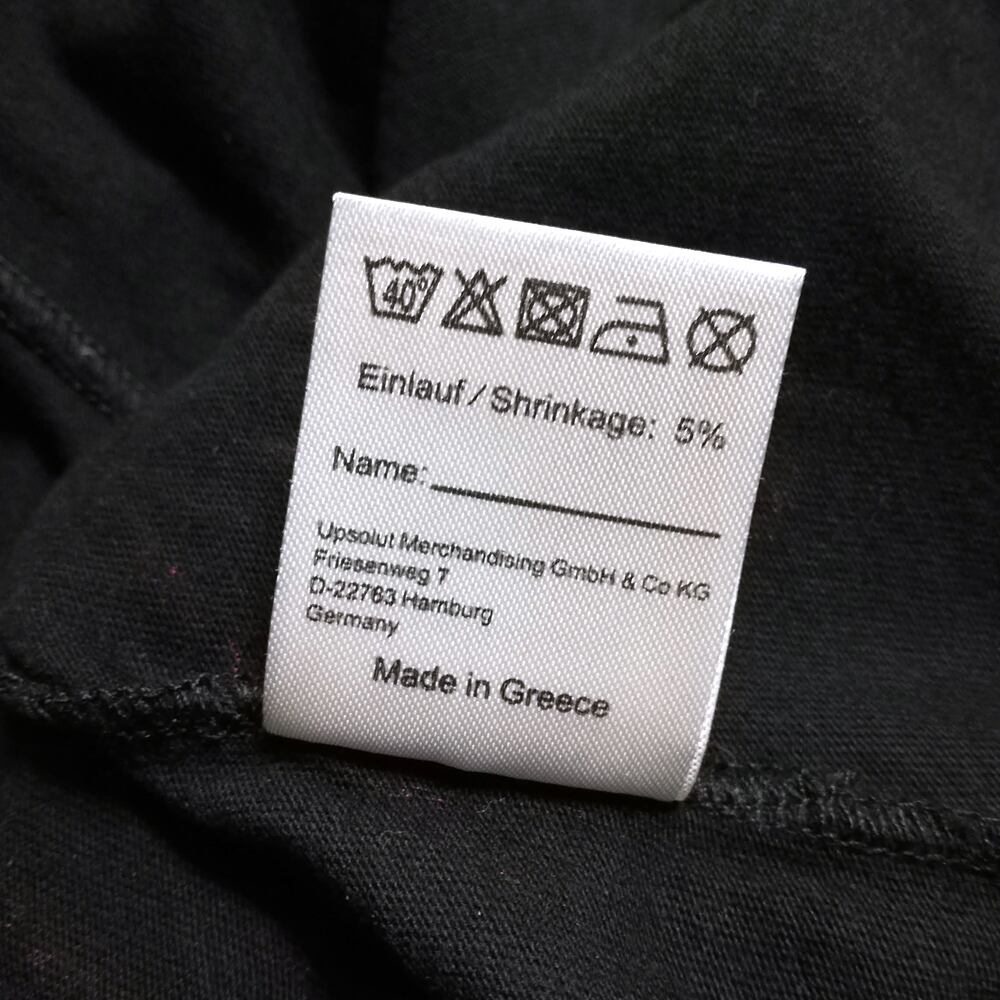 40°
Einlauf / Shrinkage: 5%
Name:
Upsolut Merchandising GmbH & Co KG
Friesenweg 7
D-22763 Hamburg
Germany
Made in Greece